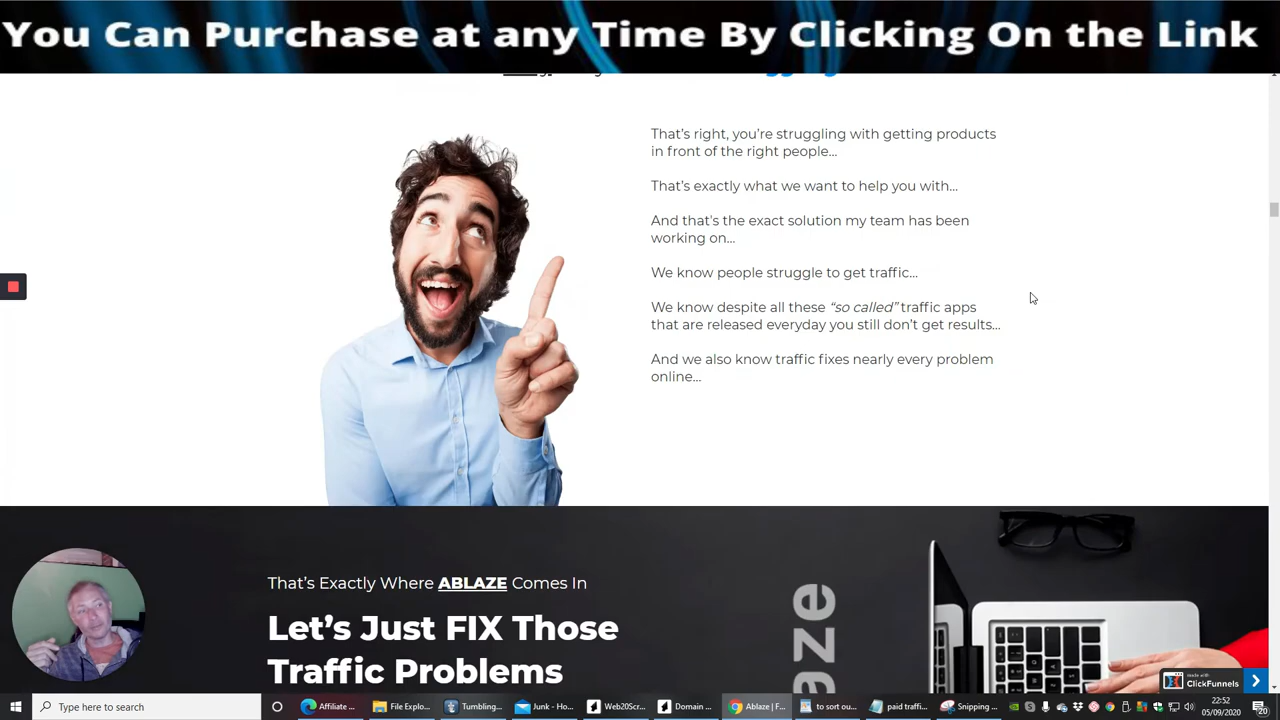 You Can Purchase at any Time By Clicking On the Link
That's right, you're struggling with getting products
in front of the right people...
That's exactly what we want to help you with...
And that's the exact solution my team has been
working on...
We know people struggle to get traffic...
We know despite all these “so called” traffic apps
that are released everyday you still don't get results...
And we also know traffic fixes nearly every problem
online...
That's Exactly Where ABLAZE Comes In
Let's Just FIX Those
Traffic Problems
made with
ClickFunnels
Type here to search
Affiliate ...
File Explo...
Tumbling...
Junk - Ho...
Web20Scr...
Domain ...
Ablaze | F...
to sort ou...
paid traffi...
Snipping ...
22:52
05/09/2020
20